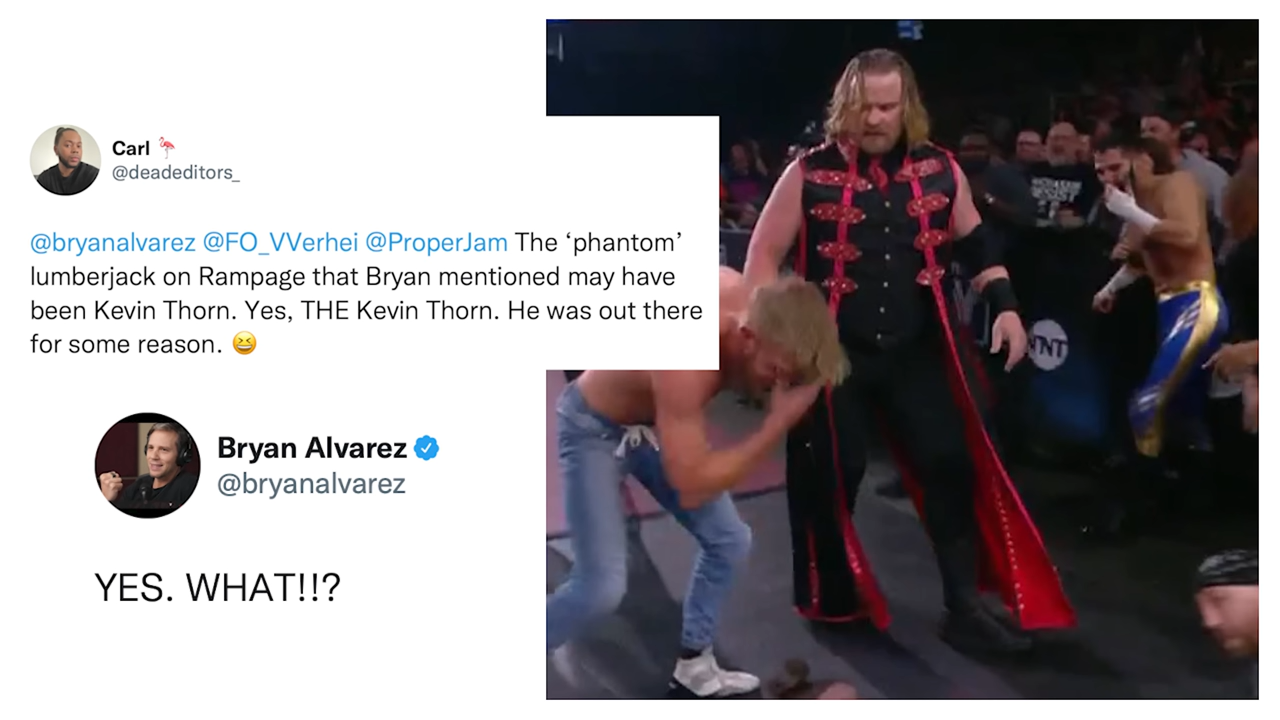 Carl 🦩
@deadeditors_
@bryanalvarez @FO_VVerhei @ProperJam The ‘phantom’
lumberjack on Rampage that Bryan mentioned may have
been Kevin Thorn. Yes, THE Kevin Thorn. He was out there
for some reason. 😆
Bryan Alvarez
@bryanalvarez
YES. WHAT!!?
TNT